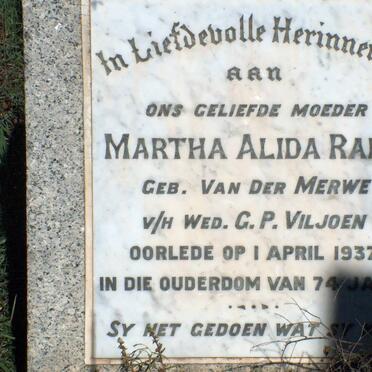 In Liefdevolle Herinner
aan
ONS GELIEFDE MOEDER
MARTHA ALIDA RA
GEB. VAN DER MERWE
V/H WED. G. P. VILJOEN
OORLEDE OP 1 APRIL 1937
IN DIE OUDERDOM VAN 74 JA
SY HET GEDOEN WAT SY